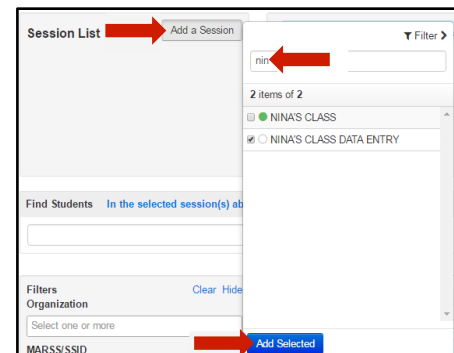 Session List
Add a Session
Filter
nin
2 items of 2
NINA'S CLASS
NINA'S CLASS DATA ENTRY
Find Students In the selected session(s) ab
Filters
Clear Hide
Organization
Select one or more
MARSS/SSID
Add Selected